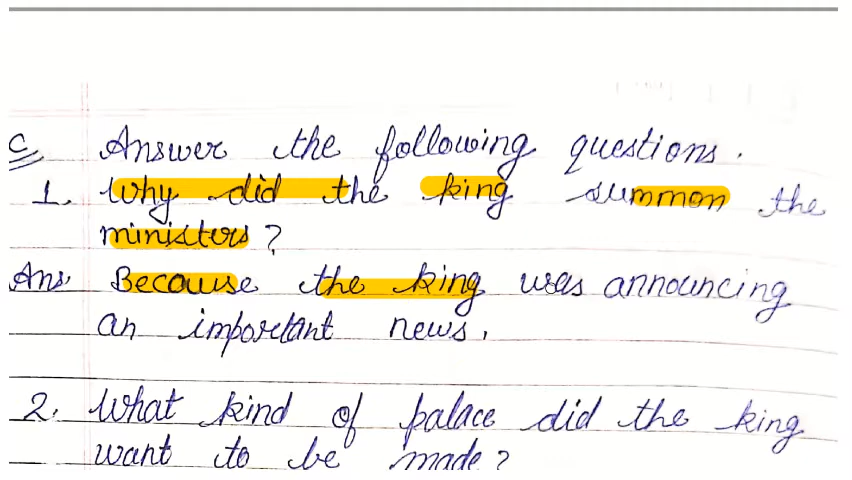 C Answer the following questions.
1. Why did the king summon the
ministers?
Ans. Because the king was announcing
an important news.
2. What kind of palace did the king
want to be made?